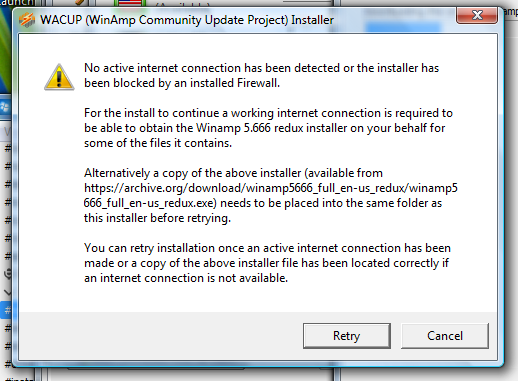 WACUP (WinAmp Community Update Project) Installer
No active internet connection has been detected or the installer has
been blocked by an installed Firewall.
For the install to continue a working internet connection is required to
be able to obtain the Winamp 5.666 redux installer on your behalf for
some of the files it contains.
Alternatively a copy of the above installer (available from
https://archive.org/download/winamp5666_full_en-us_redux/winamp5
666_full_en-us_redux.exe) needs to be placed into the same folder as
this installer before retrying.
You can retry installation once an active internet connection has been
made or a copy of the above installer file has been located correctly if
an internet connection is not available.
Retry
Cancel